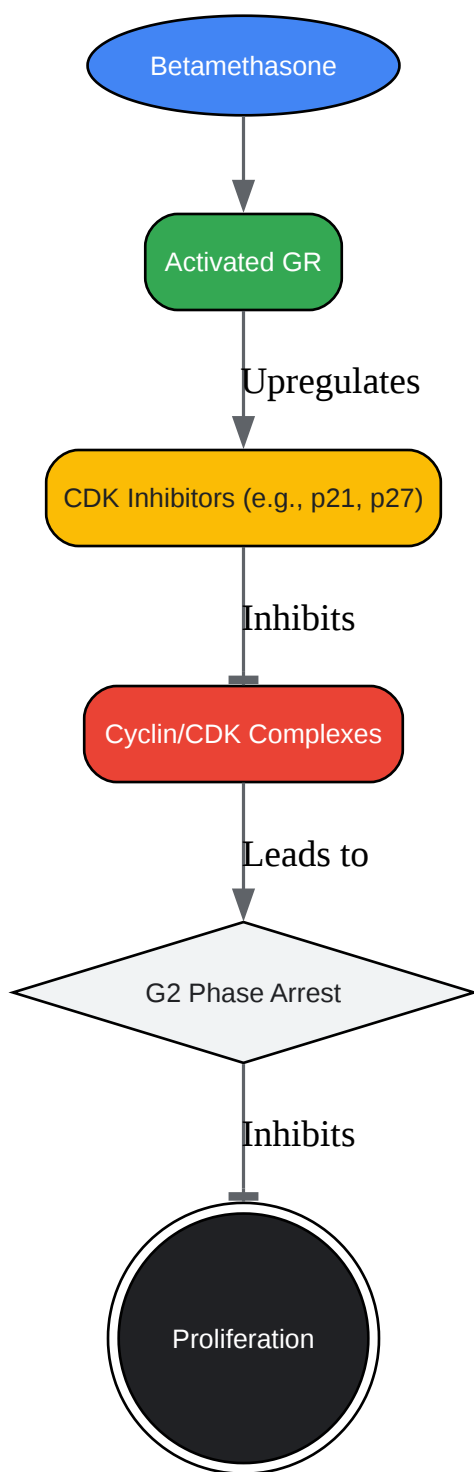 Betamethasone
Activated GR
Upregulates
CDK Inhibitors (e.g., p21, p27)
Inhibits
Cyclin/CDK Complexes
Leads to
G2 Phase Arrest
Inhibits
Proliferation